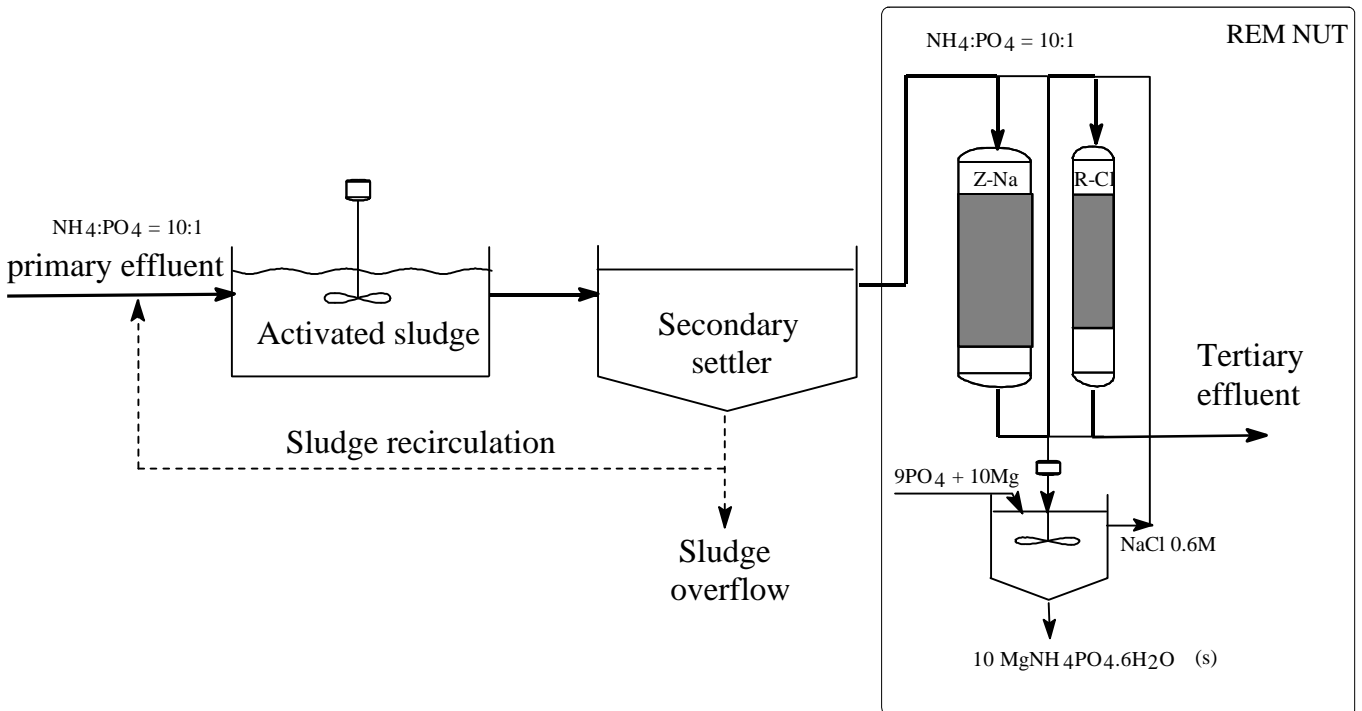 REM NUT
NH4:PO4 = 10:1
Z-Na
R-Cl
NH4:PO4 = 10:1
primary effluent
Activated sludge
Secondary
settler
Tertiary
effluent
Sludge recirculation
9PO4 + 10Mg
NaCl 0.6M
Sludge
overflow
10 MgNH4PO4.6H2O (s)